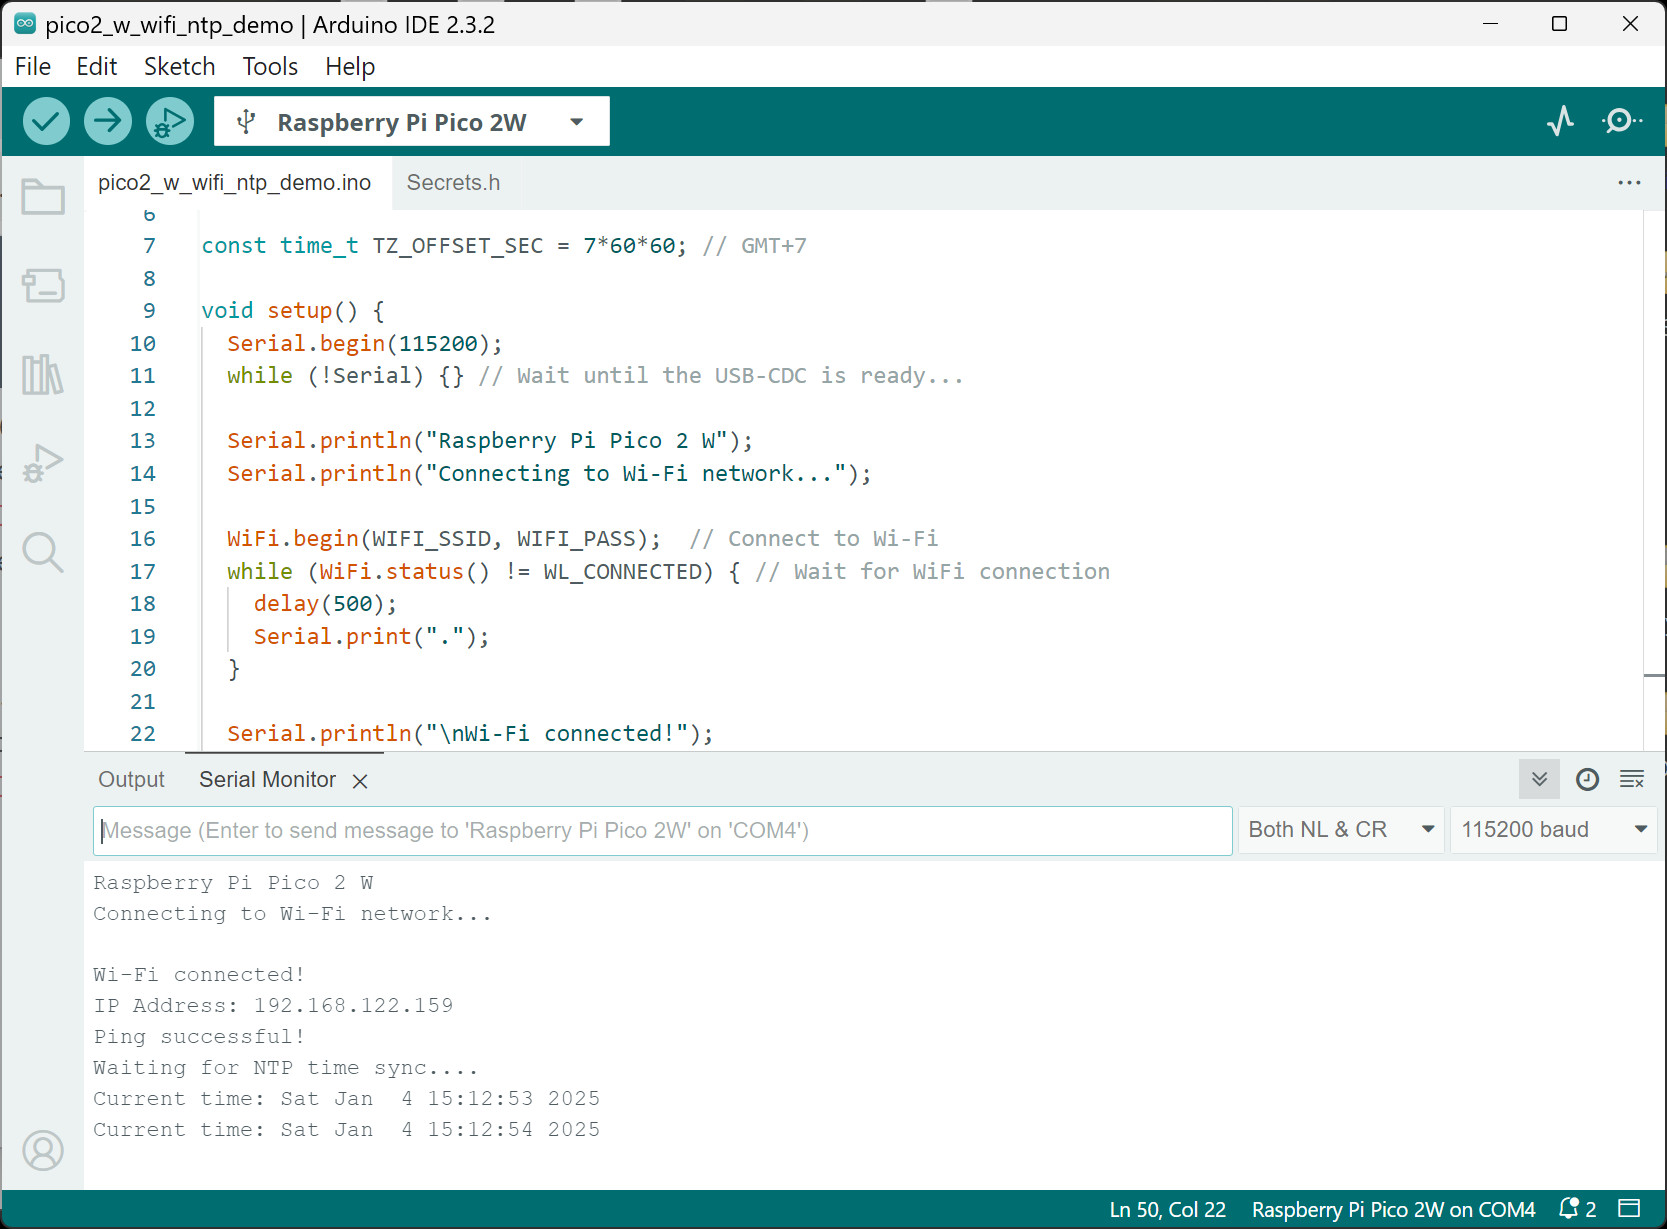 pico2_w_wifi_ntp_demo | Arduino IDE 2.3.2
File Edit Sketch Tools Help
Raspberry Pi Pico 2W
pico2_w_wifi_ntp_demo.ino Secrets.h
6
7 const time_t TZ_OFFSET_SEC = 7*60*60; // GMT+7
8
9 void setup() {
10 Serial.begin(115200);
11 while (!Serial) {} // Wait until the USB-CDC is ready...
12
13 Serial.println("Raspberry Pi Pico 2 W");
14 Serial.println("Connecting to Wi-Fi network...");
15
16 WiFi.begin(WIFI_SSID, WIFI_PASS); // Connect to Wi-Fi
17 while (WiFi.status() != WL_CONNECTED) { // Wait for WiFi connection
18 delay(500);
19 Serial.print(".");
20 }
21
22 Serial.println("\nWi-Fi connected!");
Output Serial Monitor
Message (Enter to send message to 'Raspberry Pi Pico 2W' on 'COM4') Both NL & CR 115200 baud
Raspberry Pi Pico 2 W
Connecting to Wi-Fi network...
Wi-Fi connected!
IP Address: 192.168.122.159
Ping successful!
Waiting for NTP time sync....
Current time: Sat Jan  4 15:12:53 2025
Current time: Sat Jan  4 15:12:54 2025
Ln 50, Col 22 Raspberry Pi Pico 2W on COM4 2